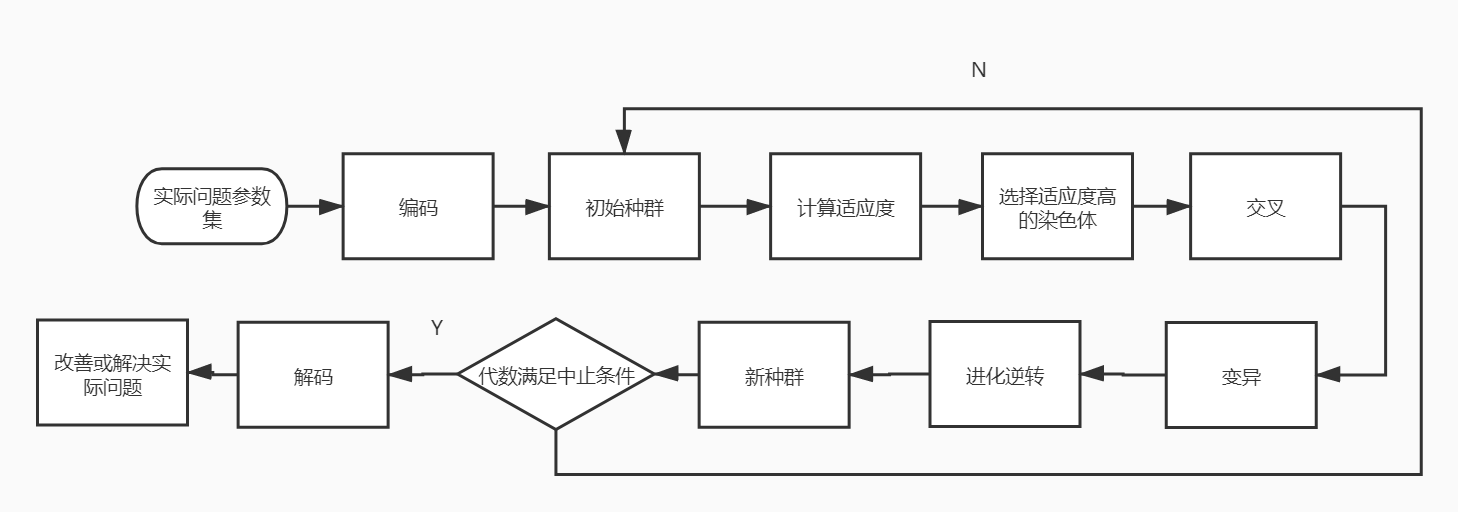 N
实际问题参数
集
编码
初始种群
计算适应度
选择适应度高
的染色体
交叉
改善或解决实
际问题
解码
Y
代数满足中止条件
新种群
进化逆转
变异